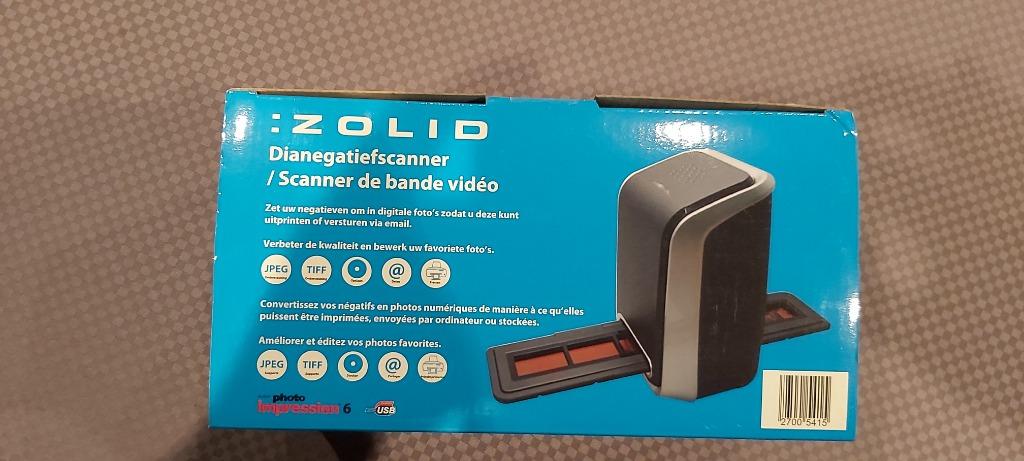 :ZOLID
Dianegatiefscanner
/ Scanner de bande vidéo
Zet uw negatieven om in digitale foto's zodat u deze kunt
uitprinten of versturen via email.
Verbeter de kwaliteit en bewerk uw favoriete foto's.
JPEG TIFF @
Convertissez vos négatifs en photos numériques de manière à ce qu'elles
puissent être imprimées, envoyées par ordinateur ou stockées.
Améliorer et éditez vos photos favorites.
JPEG TIFF @
photo
impression 6
USB
2700 5415